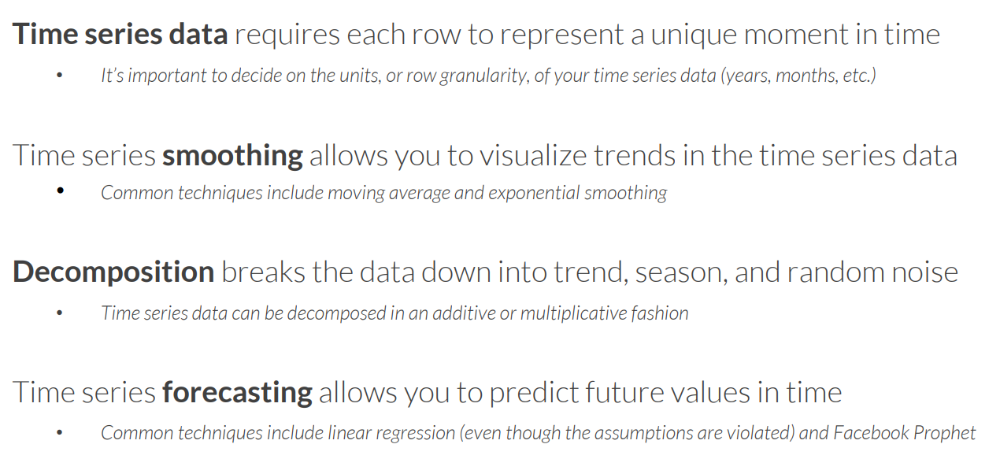 Time series data requires each row to represent a unique moment in time
• It's important to decide on the units, or row granularity, of your time series data (years, months, etc.)
Time series smoothing allows you to visualize trends in the time series data
• Common techniques include moving average and exponential smoothing
Decomposition breaks the data down into trend, season, and random noise
• Time series data can be decomposed in an additive or multiplicative fashion
Time series forecasting allows you to predict future values in time
• Common techniques include linear regression (even though the assumptions are violated) and Facebook Prophet